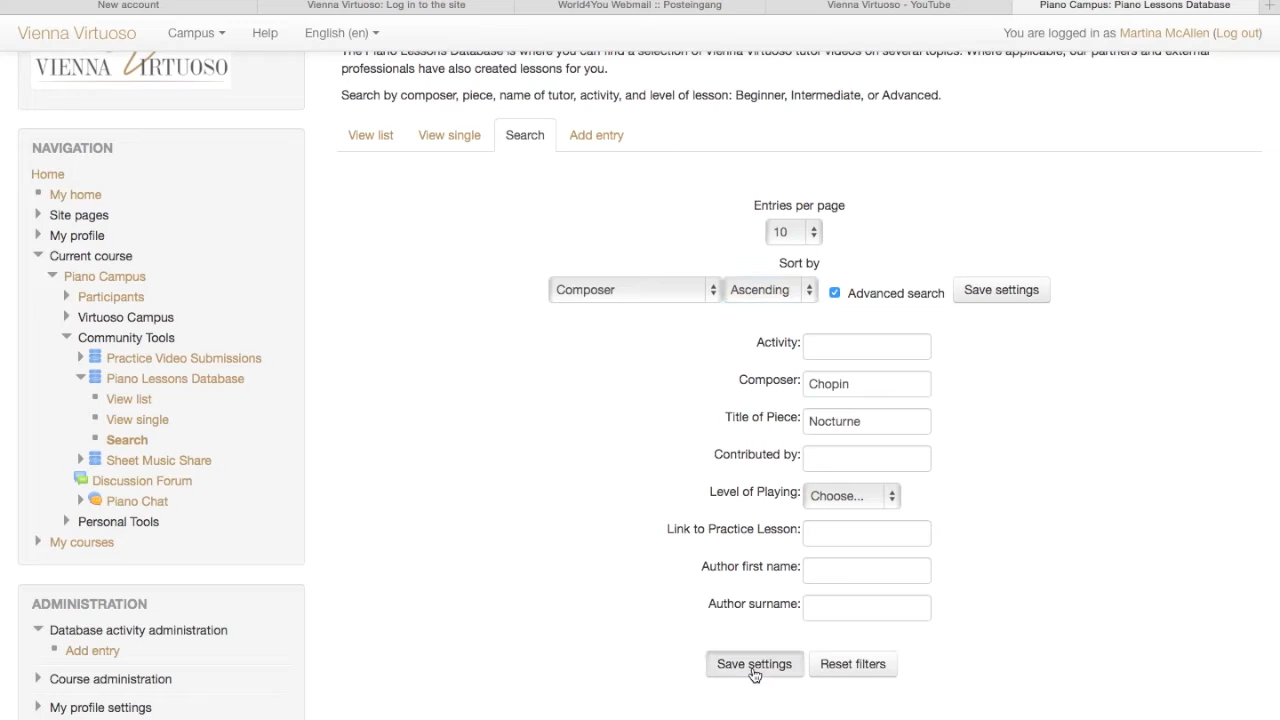 New account
Vienna Virtuoso: Log in to the site
World4You Webmail :: Posteingang
Vienna Virtuoso - YouTube
Piano Campus: Piano Lessons Database
Vienna Virtuoso
Campus
Help
English (en)
You are logged in as Martina McAllen (Log out)
VIENNA VIRTUOSO
The Piano Lessons Database is where you can find a selection of Vienna Virtuoso tutor videos on several topics. Where applicable, our partners and external
professionals have also created lessons for you.
Search by composer, piece, name of tutor, activity, and level of lesson: Beginner, Intermediate, or Advanced.
View list
View single
Search
Add entry
NAVIGATION
Home
My home
Site pages
My profile
Current course
Piano Campus
Participants
Virtuoso Campus
Community Tools
Practice Video Submissions
Piano Lessons Database
View list
View single
Search
Sheet Music Share
Discussion Forum
Piano Chat
Personal Tools
My courses
ADMINISTRATION
Database activity administration
Add entry
Course administration
My profile settings
Entries per page
10
Sort by
Composer
Ascending
Advanced search
Save settings
Activity:
Composer: Chopin
Title of Piece: Nocturne
Contributed by:
Level of Playing: Choose...
Link to Practice Lesson:
Author first name:
Author surname:
Save settings
Reset filters